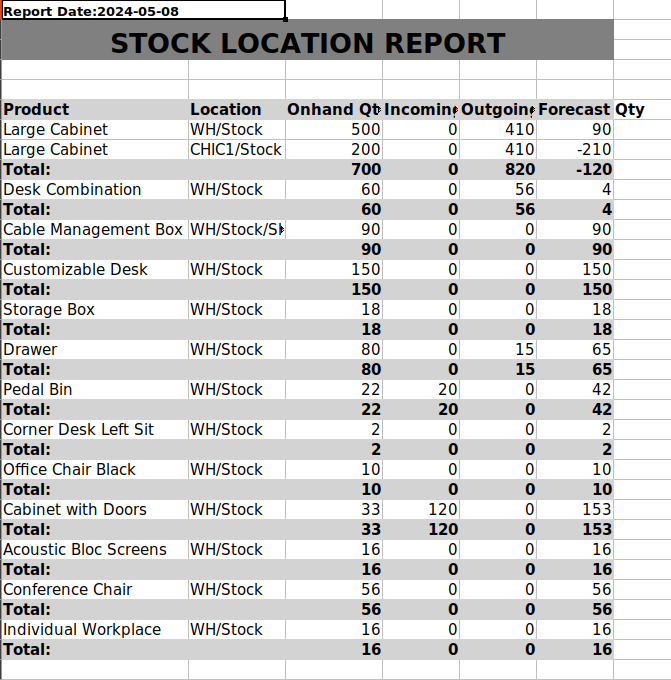 Report Date:2024-05-08
STOCK LOCATION REPORT
Product Location Onhand Qt Incomin Outgoin Forecast Qty
Large Cabinet WH/Stock 500 0 410 90
Large Cabinet CHIC1/Stock 200 0 410 -210
Total: 700 0 820 -120
Desk Combination WH/Stock 60 0 56 4
Total: 60 0 56 4
Cable Management Box WH/Stock/S 90 0 0 90
Total: 90 0 0 90
Customizable Desk WH/Stock 150 0 0 150
Total: 150 0 0 150
Storage Box WH/Stock 18 0 0 18
Total: 18 0 0 18
Drawer WH/Stock 80 0 15 65
Total: 80 0 15 65
Pedal Bin WH/Stock 22 20 0 42
Total: 22 20 0 42
Corner Desk Left Sit WH/Stock 2 0 0 2
Total: 2 0 0 2
Office Chair Black WH/Stock 10 0 0 10
Total: 10 0 0 10
Cabinet with Doors WH/Stock 33 120 0 153
Total: 33 120 0 153
Acoustic Bloc Screens WH/Stock 16 0 0 16
Total: 16 0 0 16
Conference Chair WH/Stock 56 0 0 56
Total: 56 0 0 56
Individual Workplace WH/Stock 16 0 0 16
Total: 16 0 0 16